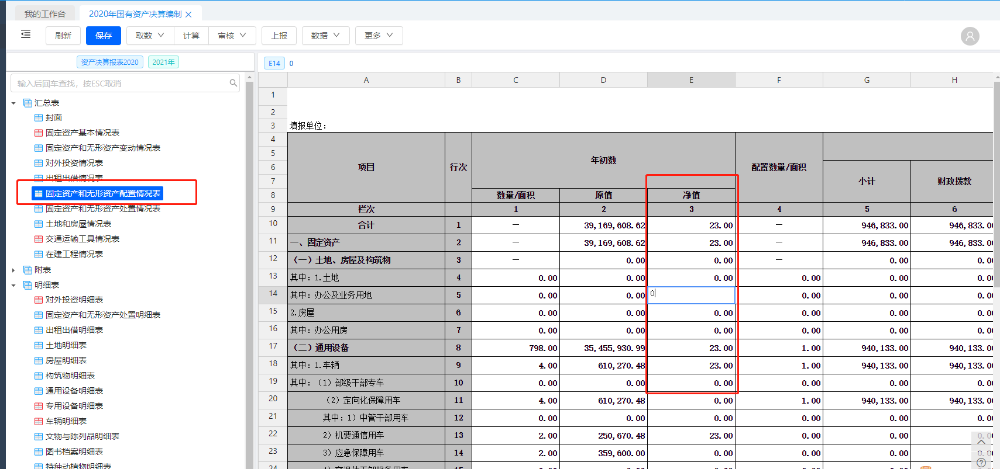 我的工作台 2020年国有资产决算编制 ×
刷新 保存 取数 计算 审核 上报 数据 更多
资产决算报表2020 2021年
E14 0
输入后回车查找，按ESC取消
汇总表
封面
固定资产基本情况表
固定资产和无形资产变动情况表
对外投资情况表
出租出借情况表
固定资产和无形资产配置情况表
固定资产和无形资产处置情况表
土地和房屋情况表
交通运输工具情况表
在建工程情况表
附表
明细表
对外投资明细表
固定资产和无形资产处置明细表
出租出借明细表
土地明细表
房屋明细表
构筑物明细表
通用设备明细表
专用设备明细表
车辆明细表
文物与陈列品明细表
图书档案明细表
特种动植物明细表
A B C D E F G H
1
2
3 填报单位：
4
5
6
7
8
项目 行次 年初数 配置数量/面积
小计 财政拨款
数量/面积 原值 净值
9 栏次 1 2 3 4 5 6
10 合计 1 — 39,169,608.62 23.00 — 946,833.00 946,833.00
11 一、固定资产 2 — 39,169,608.62 23.00 — 946,833.00 946,833.00
12 （一）土地、房屋及构筑物 3 — 0.00 0.00 — 0.00 0.00
13 其中：1.土地 4 0.00 0.00 0.00 0.00 0.00 0.00
14 其中：办公及业务用地 5 0.00 0.00 0 0.00 0.00 0.00
15 2.房屋 6 0.00 0.00 0.00 0.00 0.00 0.00
16 其中：办公用房 7 0.00 0.00 0.00 0.00 0.00 0.00
17 （二）通用设备 8 798.00 35,455,930.99 23.00 1.00 940,133.00 940,133.00
18 其中：1.车辆 9 4.00 610,270.48 23.00 1.00 940,133.00 940,133.00
19 其中：（1）部级干部专车 10 0.00 0.00 0.00 0.00 0.00 0.00
20 （2）定向化保障用车 11 4.00 610,270.48 0.00 1.00 940,133.00 940,133.00
21 其中：1）中管干部用车 12 0.00 0.00 0.00 0.00 0.00 0.00
22 2）机要通信用车 13 2.00 250,670.48 23.00 0.00 0.00 0.00
23 3）应急保障用车 14 2.00 359,600.00 0.00 0.00 0.00 0.00
24